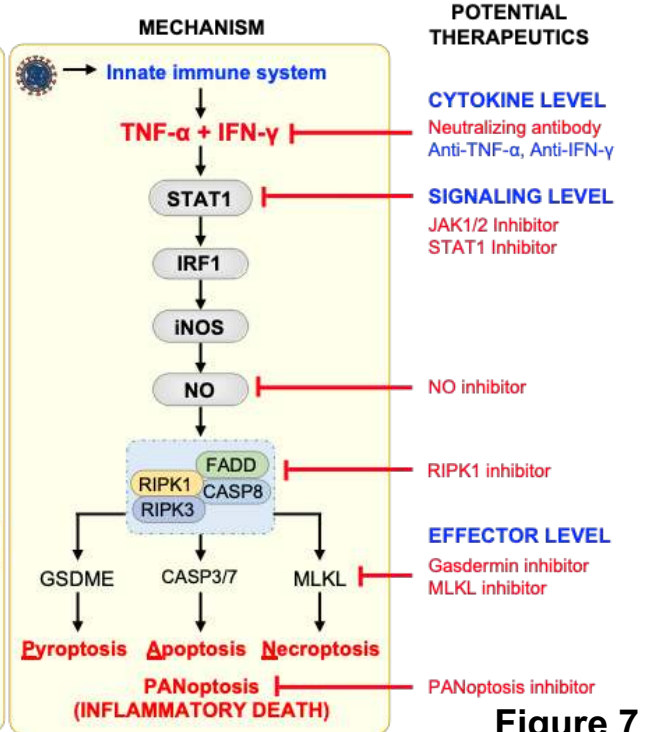 MECHANISM
POTENTIAL
THERAPEUTICS
Innate immune system
TNF-α + IFN-γ
CYTOKINE LEVEL
Neutralizing antibody
Anti-TNF-α, Anti-IFN-γ
STAT1
SIGNALING LEVEL
JAK1/2 Inhibitor
STAT1 Inhibitor
IRF1
iNOS
NO
NO inhibitor
FADD
RIPK1
CASP8
RIPK3
RIPK1 inhibitor
EFFECTOR LEVEL
GSDME
CASP3/7
MLKL
Gasdermin inhibitor
MLKL inhibitor
Pyroptosis
Apoptosis
Necroptosis
PANoptosis
(INFLAMMATORY DEATH)
PANoptosis inhibitor
Figure 7